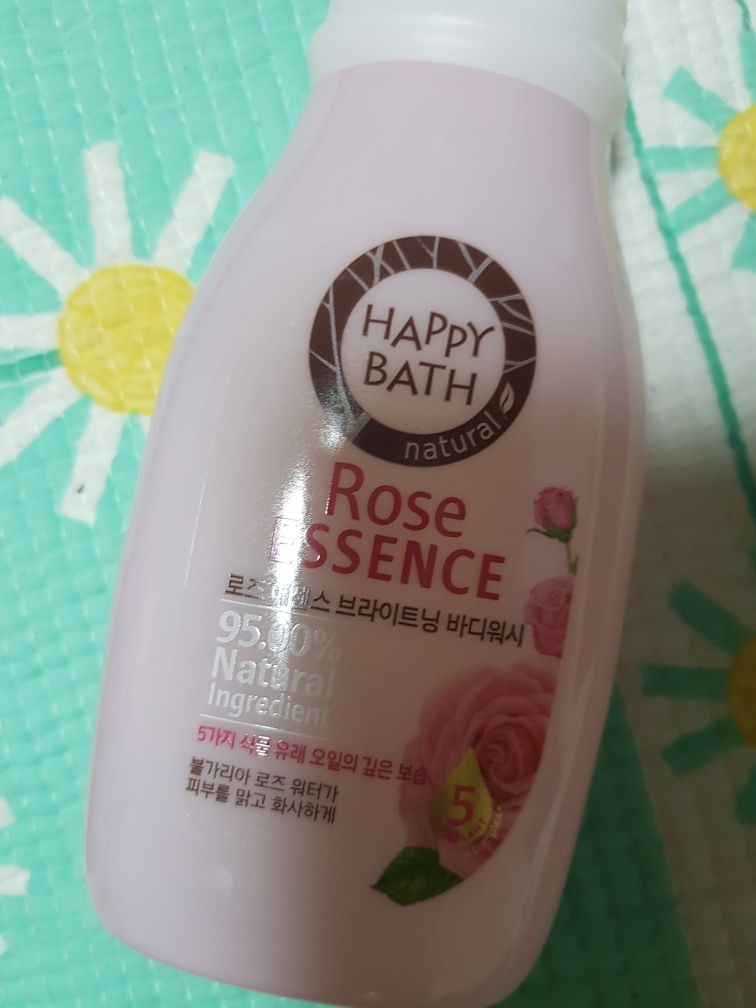 HAPPY
BATH
natural
Rose
ESSENCE
로즈 에센스 브라이트닝 바디워시
95.00%
Natural
Ingredient
5가지 식품 유래 오일의 깊은 보습
불가리아 로즈 워터가
피부를 맑고 화사하게
5